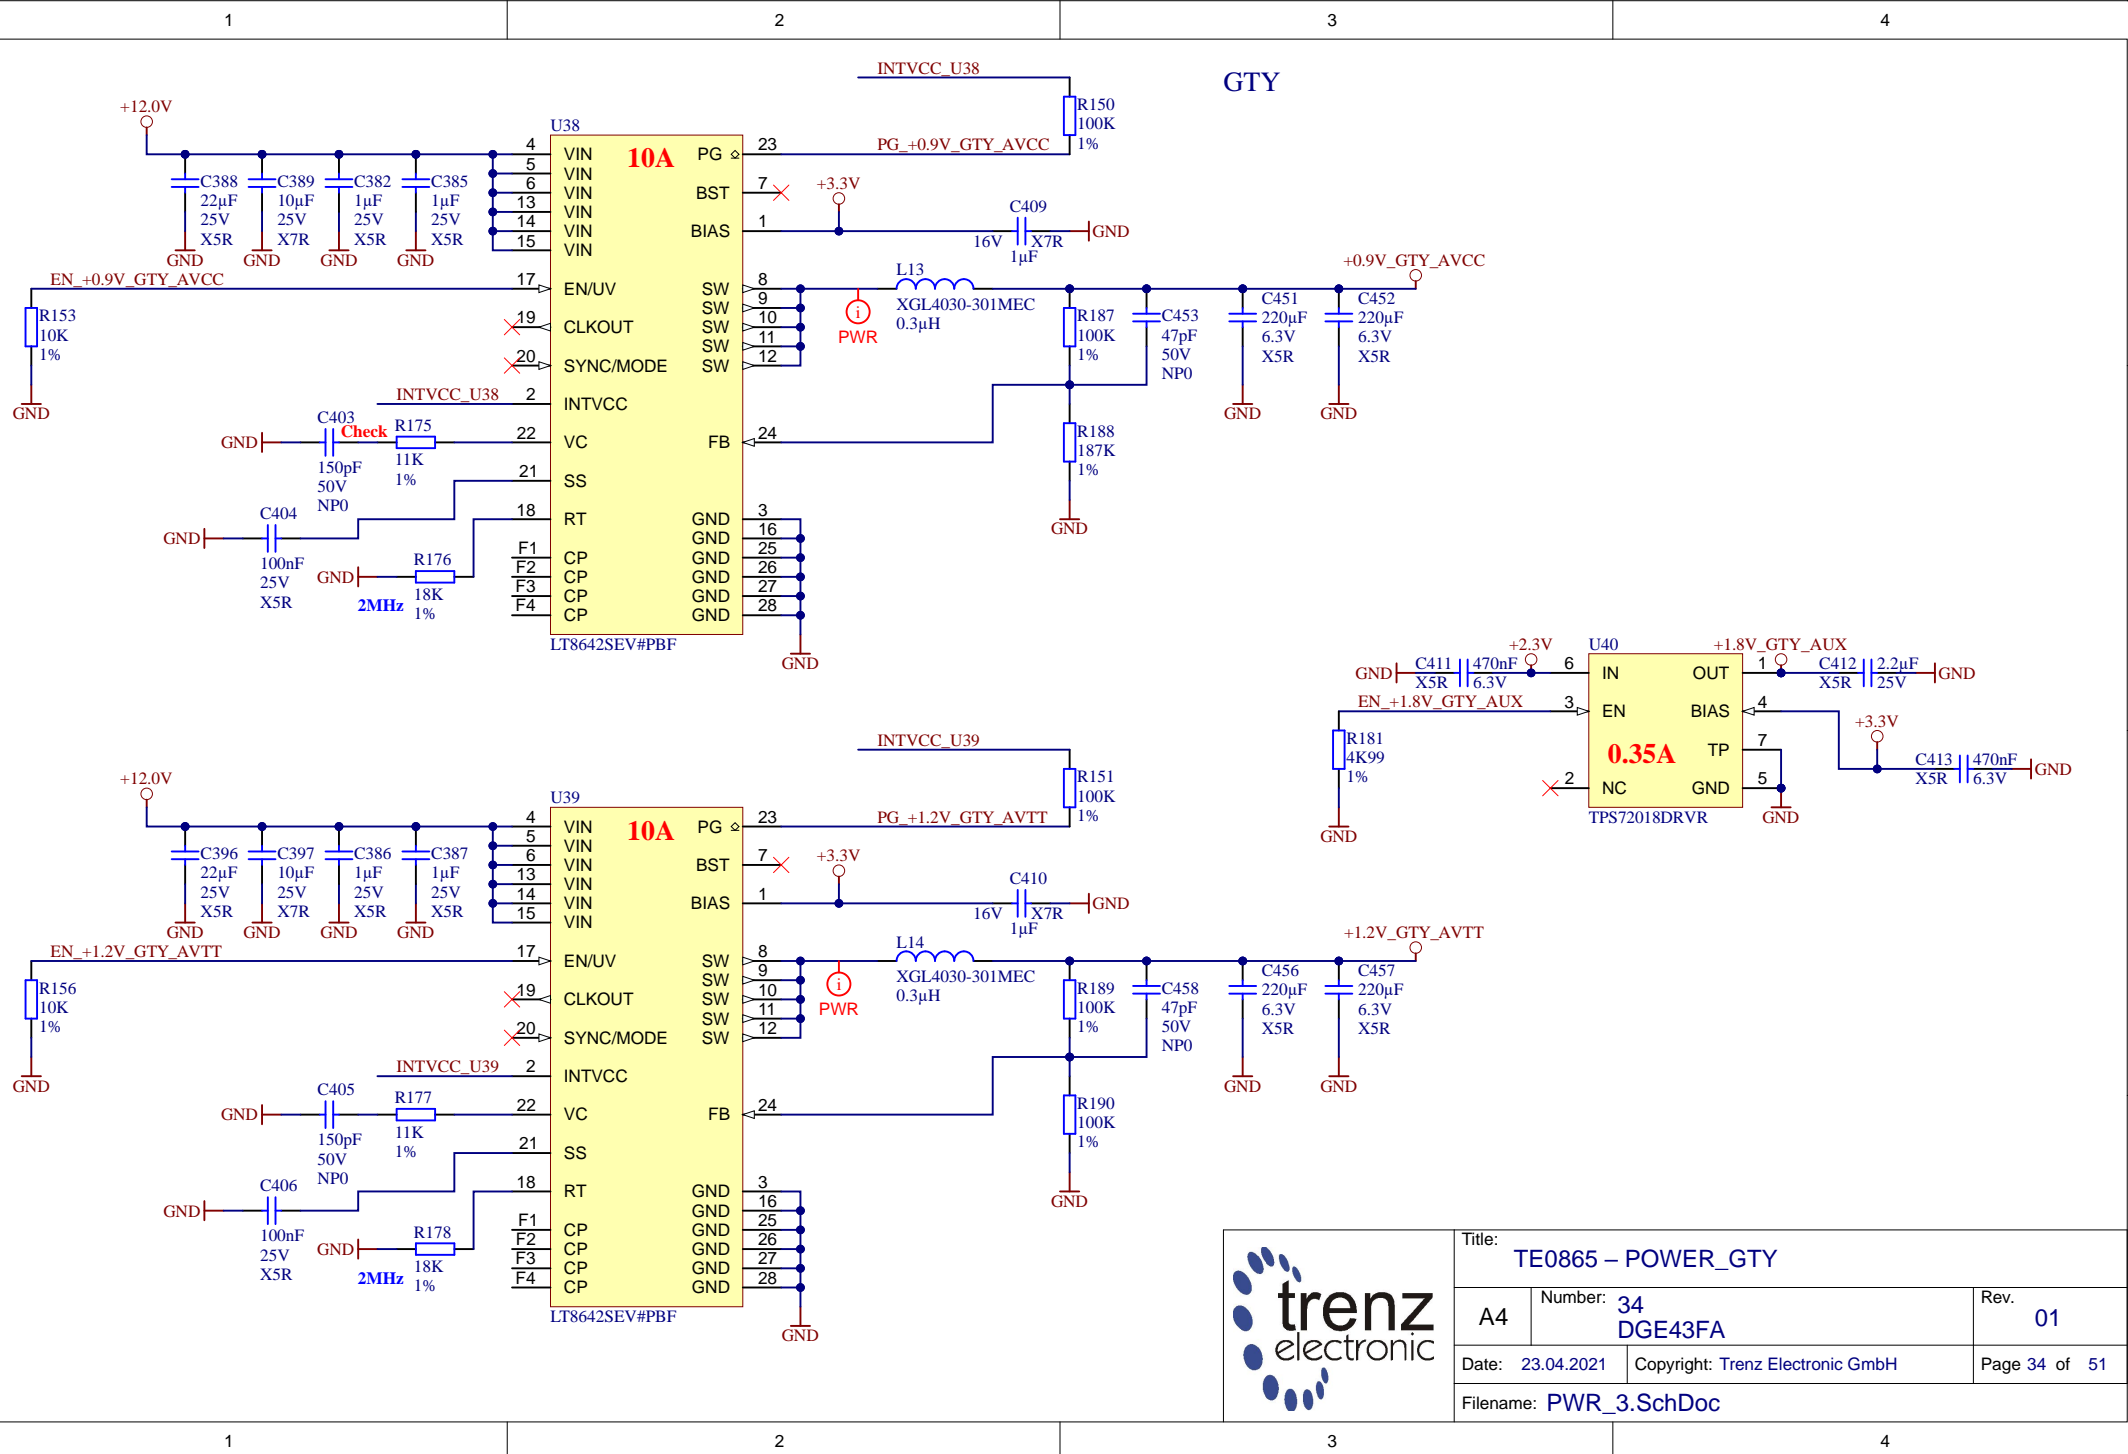 1 2 3 4
GTY
INTVCC_U38
R150
100K
1%
PG_+0.9V_GTY_AVCC
+12.0V
C388
22µF
25V
X5R
GND
C389
10µF
25V
X7R
GND
C382
1µF
25V
X5R
GND
C385
1µF
25V
X5R
GND
EN_+0.9V_GTY_AVCC
R153
10K
1%
GND
U38
10A
4 VIN
5 VIN
6 VIN
13 VIN
14 VIN
15 VIN
17 EN/UV
19 CLKOUT
20 SYNC/MODE
INTVCC_U38
2 INTVCC
22 VC
21 SS
18 RT
F1 CP
F2 CP
F3 CP
F4 CP
PG 23
BST 7
BIAS 1
SW 8
SW 9
SW 10
SW 11
SW 12
FB 24
GND 3
GND 16
GND 25
GND 26
GND 27
GND 28
LT8642SEV#PBF
GND
GND
C403
Check
150pF
50V
NP0
R175
11K
1%
GND
C404
100nF
25V
X5R
GND
R176
18K
1%
2MHz
+3.3V
C409
16V X7R
1µF
GND
i
PWR
L13
XGL4030-301MEC
0.3µH
R187
100K
1%
C453
47pF
50V
NP0
R188
187K
1%
GND
C451
220µF
6.3V
X5R
GND
C452
220µF
6.3V
X5R
GND
+0.9V_GTY_AVCC
+2.3V
U40
+1.8V_GTY_AUX
GND
C411 470nF
X5R 6.3V
EN_+1.8V_GTY_AUX
R181
4K99
1%
GND
6 IN
3 EN
2 NC
0.35A
OUT 1
BIAS 4
TP 7
GND 5
TPS72018DRVR
GND
C412 2.2µF
X5R 25V
GND
+3.3V
C413 470nF
X5R 6.3V
GND
INTVCC_U39
R151
100K
1%
PG_+1.2V_GTY_AVTT
+12.0V
C396
22µF
25V
X5R
GND
C397
10µF
25V
X7R
GND
C386
1µF
25V
X5R
GND
C387
1µF
25V
X5R
GND
EN_+1.2V_GTY_AVTT
R156
10K
1%
GND
U39
10A
4 VIN
5 VIN
6 VIN
13 VIN
14 VIN
15 VIN
17 EN/UV
19 CLKOUT
20 SYNC/MODE
INTVCC_U39
2 INTVCC
22 VC
21 SS
18 RT
F1 CP
F2 CP
F3 CP
F4 CP
PG 23
BST 7
BIAS 1
SW 8
SW 9
SW 10
SW 11
SW 12
FB 24
GND 3
GND 16
GND 25
GND 26
GND 27
GND 28
LT8642SEV#PBF
GND
GND
C405
150pF
50V
NP0
R177
11K
1%
GND
C406
100nF
25V
X5R
GND
R178
18K
1%
2MHz
+3.3V
C410
16V X7R
1µF
GND
i
PWR
L14
XGL4030-301MEC
0.3µH
R189
100K
1%
C458
47pF
50V
NP0
R190
100K
1%
GND
C456
220µF
6.3V
X5R
GND
C457
220µF
6.3V
X5R
GND
+1.2V_GTY_AVTT
trenz
electronic
Title:
TE0865 – POWER_GTY
A4
Number: 34
DGE43FA
Rev.
01
Date: 23.04.2021
Copyright: Trenz Electronic GmbH
Page 34 of 51
Filename: PWR_3.SchDoc
1 2 3 4